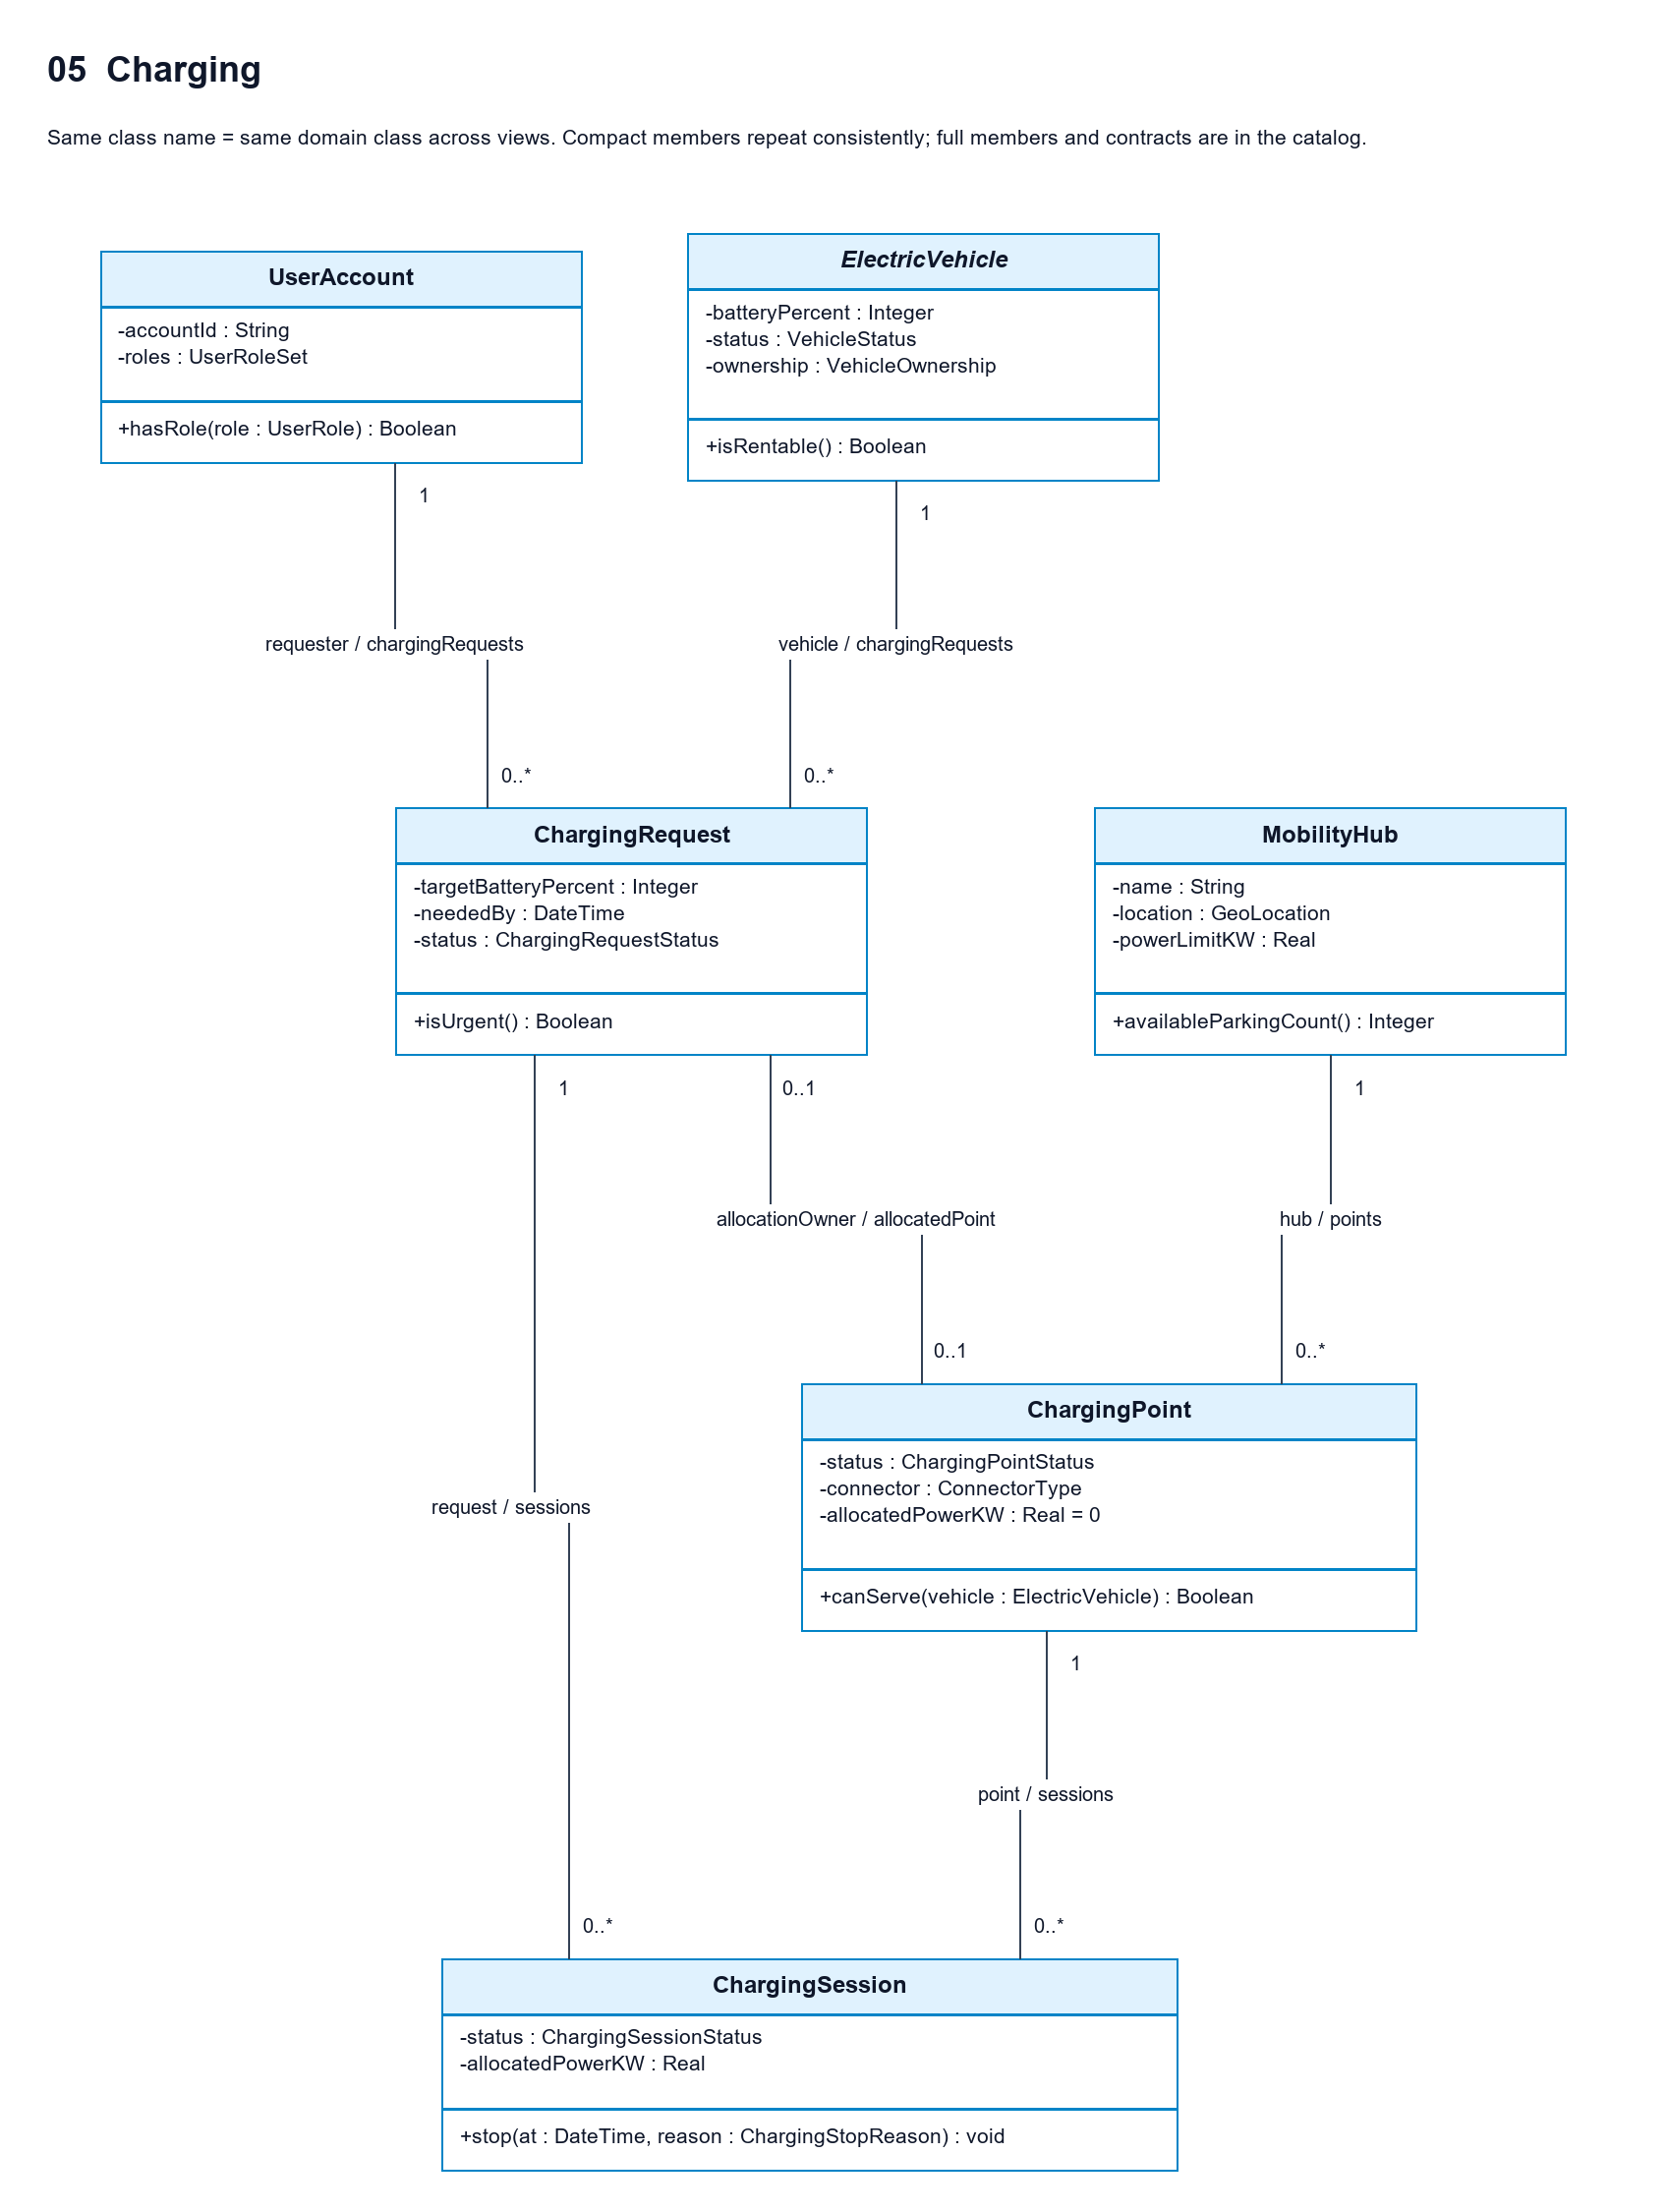 05 Charging
Same class name = same domain class across views. Compact members repeat consistently; full members and contracts are in the catalog.
UserAccount
-accountId : String
-roles : UserRoleSet
+hasRole(role : UserRole) : Boolean
ElectricVehicle
-batteryPercent : Integer
-status : VehicleStatus
-ownership : VehicleOwnership
+isRentable() : Boolean
1
1
requester / chargingRequests
vehicle / chargingRequests
0..*
0..*
ChargingRequest
-targetBatteryPercent : Integer
-neededBy : DateTime
-status : ChargingRequestStatus
+isUrgent() : Boolean
MobilityHub
-name : String
-location : GeoLocation
-powerLimitKW : Real
+availableParkingCount() : Integer
1
0..1
1
allocationOwner / allocatedPoint
hub / points
0..1
0..*
ChargingPoint
-status : ChargingPointStatus
-connector : ConnectorType
-allocatedPowerKW : Real = 0
+canServe(vehicle : ElectricVehicle) : Boolean
request / sessions
1
point / sessions
0..*
0..*
ChargingSession
-status : ChargingSessionStatus
-allocatedPowerKW : Real
+stop(at : DateTime, reason : ChargingStopReason) : void